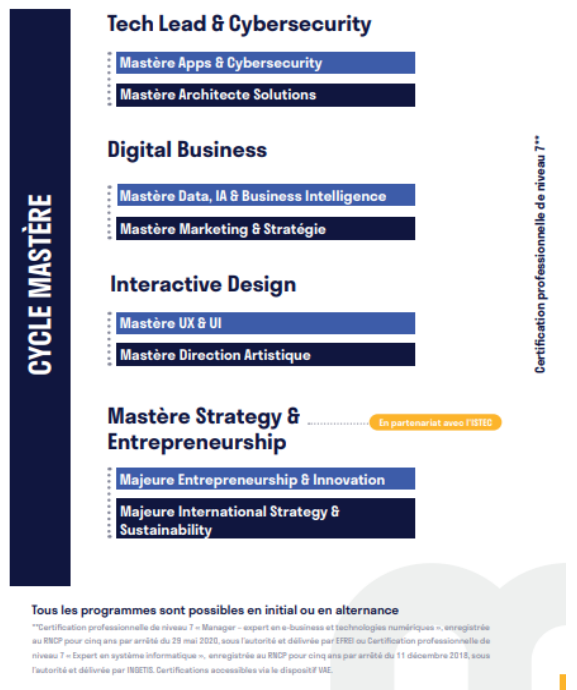 CYCLE MASTÈRE
Tech Lead & Cybersecurity
Mastère Apps & Cybersecurity
Mastère Architecte Solutions
Digital Business
Mastère Data, IA & Business Intelligence
Mastère Marketing & Stratégie
Interactive Design
Mastère UX & UI
Mastère Direction Artistique
Mastère Strategy &
Entrepreneurship
En partenariat avec l'ISTEC
Majeure Entrepreneurship & Innovation
Majeure International Strategy &
Sustainability
Certification professionnelle de niveau 7**
Tous les programmes sont possibles en initial ou en alternance
**Certification professionnelle de niveau 7 « Manager – expert en e-business et technologies numériques », enregistrée
au RNCP pour cinq ans par arrêté du 29 mai 2020, sous l'autorité et délivrée par EFREI ou Certification professionnelle de
niveau 7 « Expert en système informatique », enregistrée au RNCP pour cinq ans par arrêté du 11 décembre 2018, sous
l'autorité et délivrée par INGETIS. Certifications accessibles via le dispositif VAE.